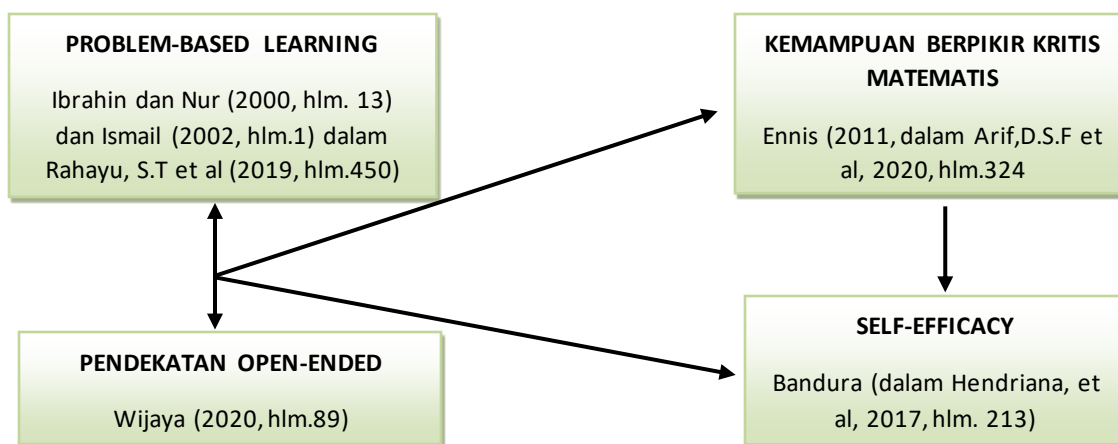 PROBLEM-BASED LEARNING
Ibrahin dan Nur (2000, hlm. 13)
dan Ismail (2002, hlm.1) dalam
Rahayu, S.T et al (2019, hlm.450)
KEMAMPUAN BERPIKIR KRITIS
MATEMATIS
Ennis (2011, dalam Arif,D.S.F et
al, 2020, hlm.324
PENDEKATAN OPEN-ENDED
Wijaya (2020, hlm.89)
SELF-EFFICACY
Bandura (dalam Hendriana, et
al, 2017, hlm. 213)